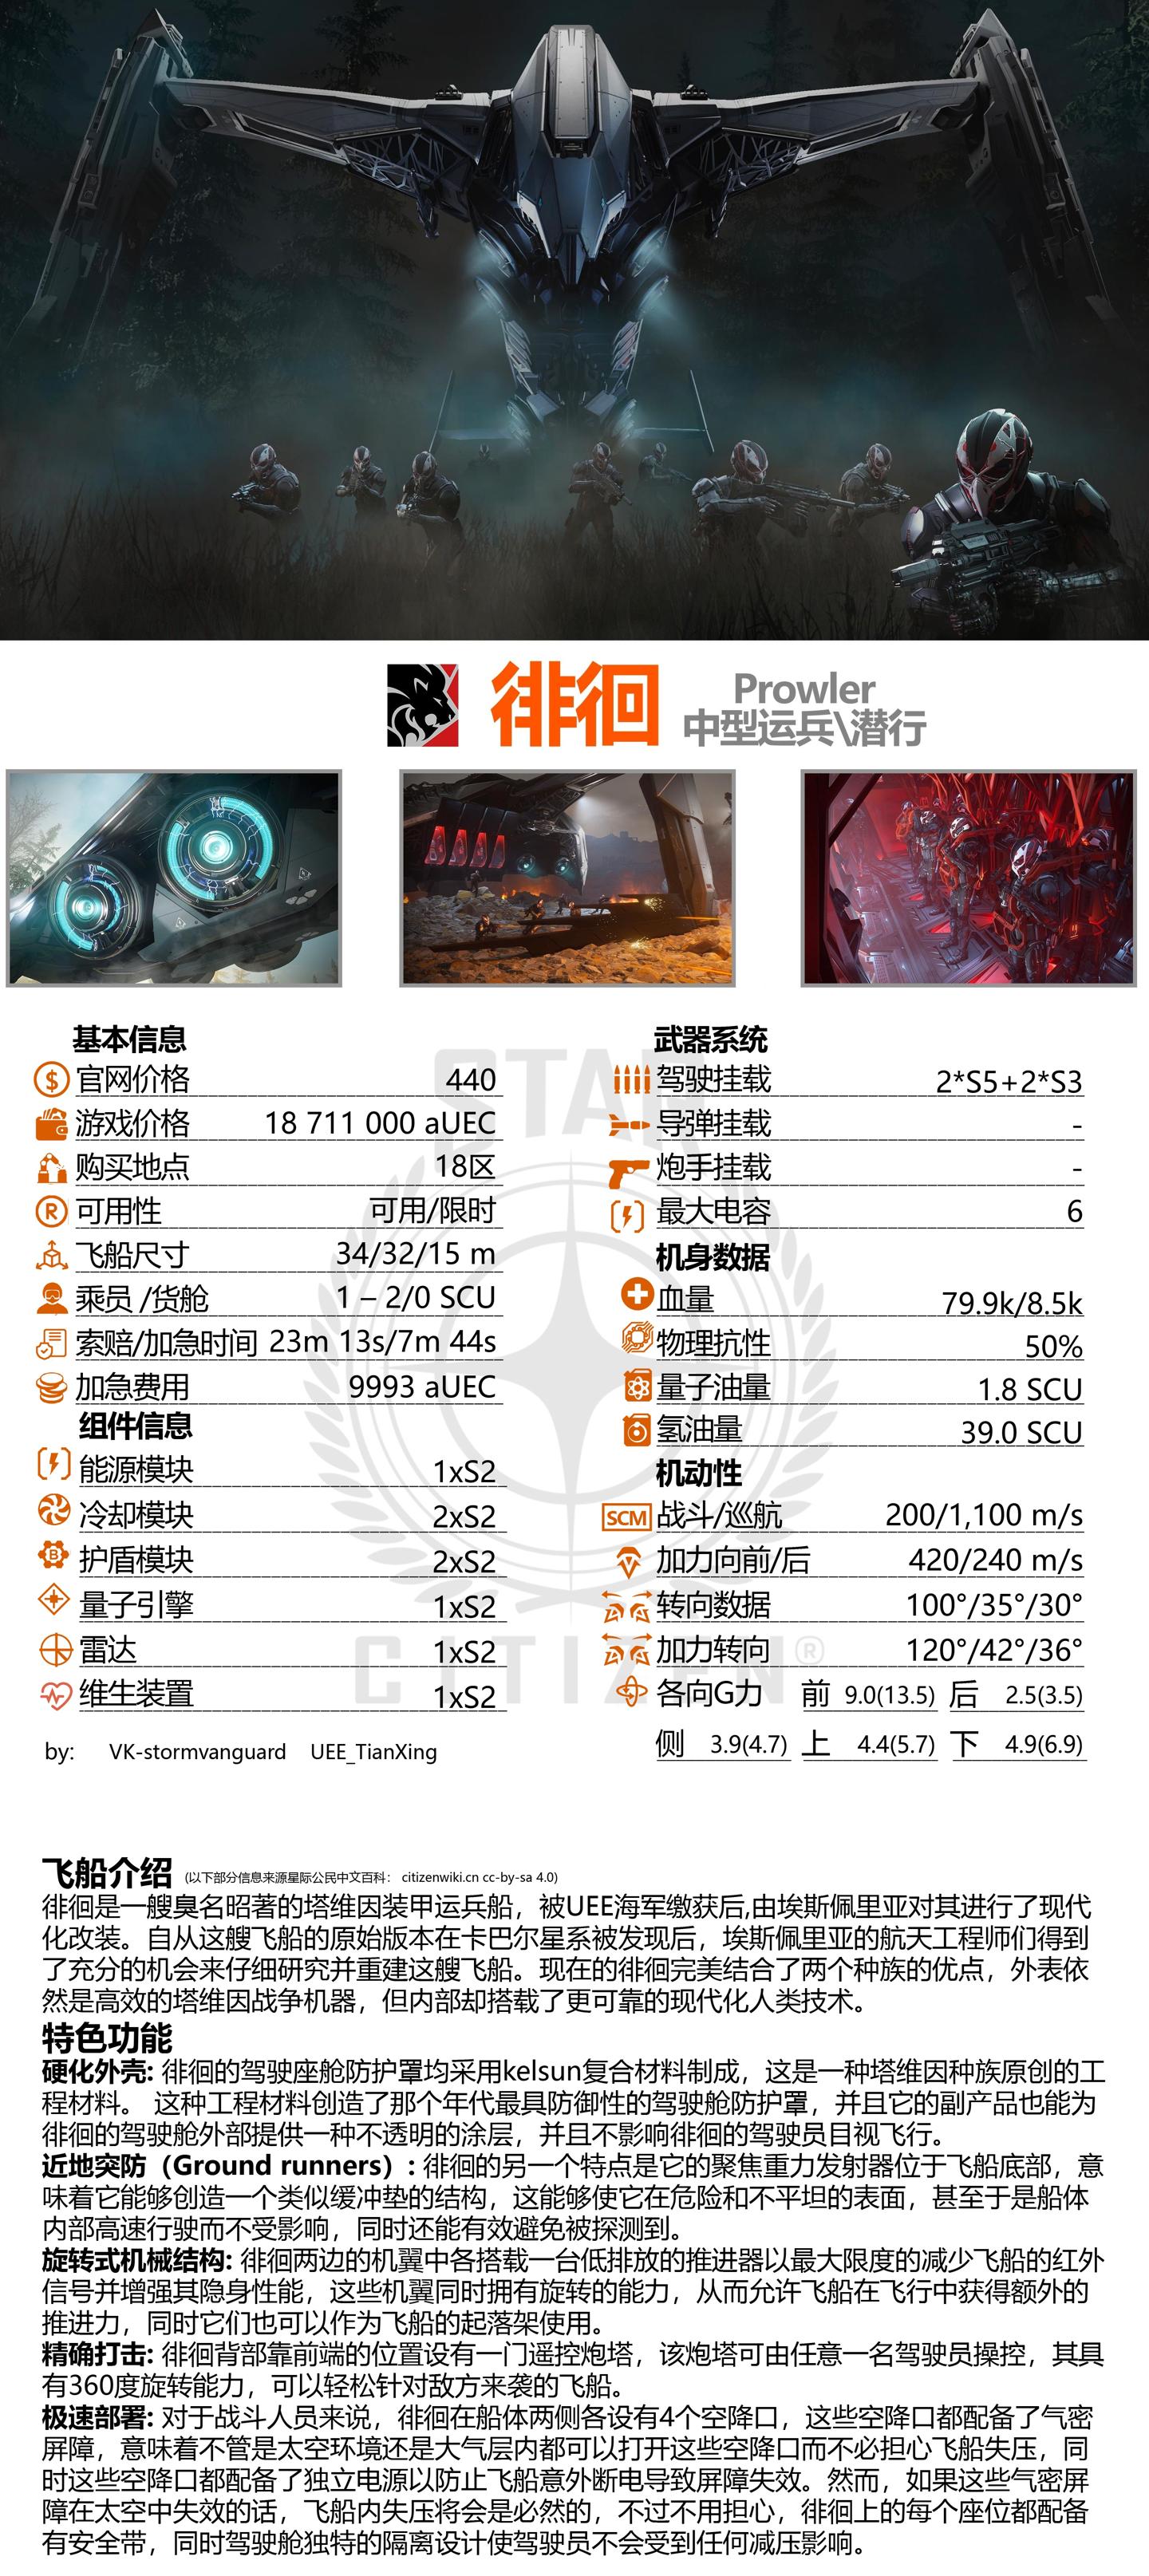 徘徊
Prowler
中型运兵\潜行
基本信息
官网价格 440
游戏价格 18 711 000 aUEC
购买地点 18区
可用性 可用/限时
飞船尺寸 34/32/15 m
乘员 /货舱 1 – 2/0 SCU
索赔/加急时间 23m 13s/7m 44s
加急费用 9993 aUEC
组件信息
能源模块 1xS2
冷却模块 2xS2
护盾模块 2xS2
量子引擎 1xS2
雷达 1xS2
维生装置 1xS2
by: VK-stormvanguard UEE_TianXing
武器系统
驾驶挂载 2*S5+2*S3
导弹挂载 -
炮手挂载 -
最大电容 6
机身数据
血量 79.9k/8.5k
物理抗性 50%
量子油量 1.8 SCU
氢油量 39.0 SCU
机动性
SCM 战斗/巡航 200/1,100 m/s
加力向前/后 420/240 m/s
转向数据 100°/35°/30°
加力转向 120°/42°/36°
各向G力 前 9.0(13.5) 后 2.5(3.5)
侧 3.9(4.7) 上 4.4(5.7) 下 4.9(6.9)
STAR
CITIZEN®
飞船介绍 (以下部分信息来源星际公民中文百科： citizenwiki.cn cc-by-sa 4.0)
徘徊是一艘臭名昭著的塔维因装甲运兵船，被UEE海军缴获后,由埃斯佩里亚对其进行了现代
化改装。自从这艘飞船的原始版本在卡巴尔星系被发现后，埃斯佩里亚的航天工程师们得到
了充分的机会来仔细研究并重建这艘飞船。现在的徘徊完美结合了两个种族的优点，外表依
然是高效的塔维因战争机器，但内部却搭载了更可靠的现代化人类技术。
特色功能
硬化外壳: 徘徊的驾驶座舱防护罩均采用kelsun复合材料制成，这是一种塔维因种族原创的工
程材料。 这种工程材料创造了那个年代最具防御性的驾驶舱防护罩，并且它的副产品也能为
徘徊的驾驶舱外部提供一种不透明的涂层，并且不影响徘徊的驾驶员目视飞行。
近地突防（Ground runners）: 徘徊的另一个特点是它的聚焦重力发射器位于飞船底部，意
味着它能够创造一个类似缓冲垫的结构，这能够使它在危险和不平坦的表面，甚至于是船体
内部高速行驶而不受影响，同时还能有效避免被探测到。
旋转式机械结构: 徘徊两边的机翼中各搭载一台低排放的推进器以最大限度的减少飞船的红外
信号并增强其隐身性能，这些机翼同时拥有旋转的能力，从而允许飞船在飞行中获得额外的
推进力，同时它们也可以作为飞船的起落架使用。
精确打击: 徘徊背部靠前端的位置设有一门遥控炮塔，该炮塔可由任意一名驾驶员操控，其具
有360度旋转能力，可以轻松针对敌方来袭的飞船。
极速部署: 对于战斗人员来说，徘徊在船体两侧各设有4个空降口，这些空降口都配备了气密
屏障，意味着不管是太空环境还是大气层内都可以打开这些空降口而不必担心飞船失压，同
时这些空降口都配备了独立电源以防止飞船意外断电导致屏障失效。然而，如果这些气密屏
障在太空中失效的话，飞船内失压将会是必然的，不过不用担心，徘徊上的每个座位都配备
有安全带，同时驾驶舱独特的隔离设计使驾驶员不会受到任何减压影响。